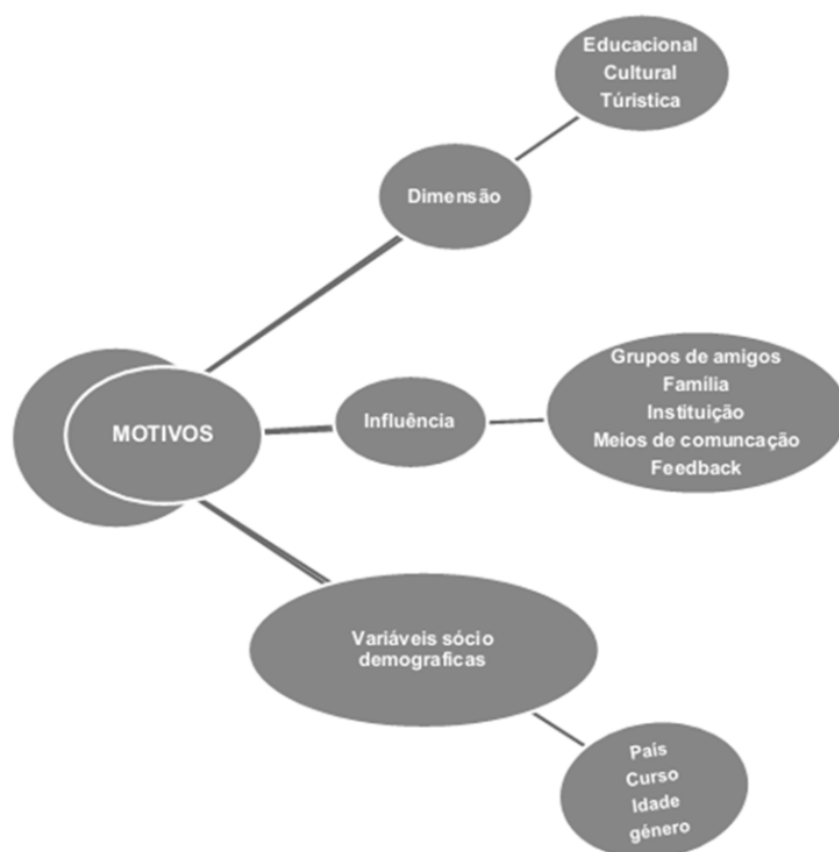 Educacional
Cultural
Túristica
Dimensão
Grupos de amigos
Família
Instituição
Meios de comuncação
Feedback
Influência
MOTIVOS
Variáveis sócio
demograficas
País
Curso
Idade
género